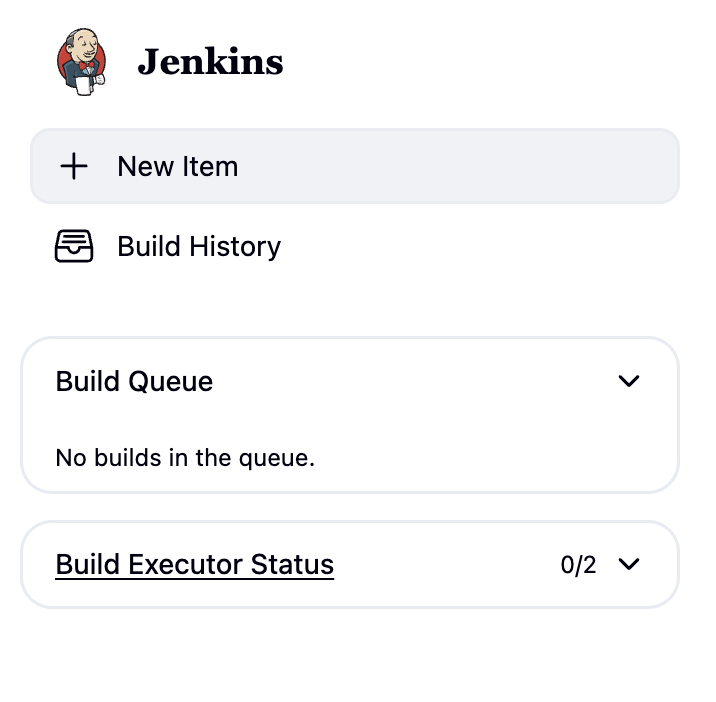 Jenkins
New Item
Build History
Build Queue
No builds in the queue.
Build Executor Status 0/2